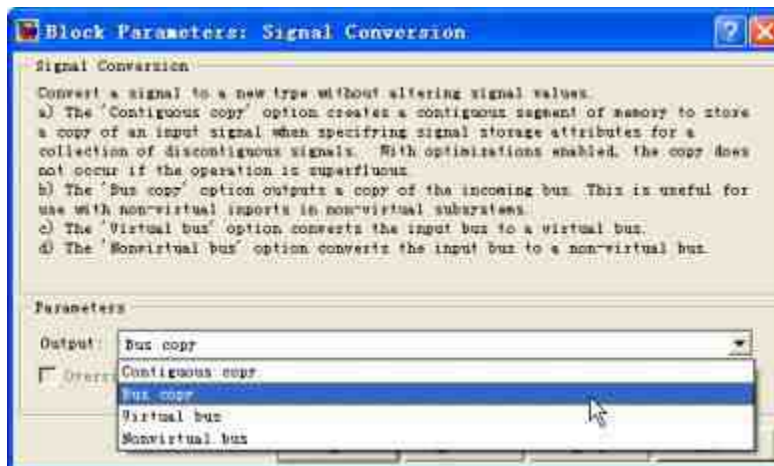 Block Parameters: Signal Conversion
Signal Conversion
Convert a signal to a new type without altering signal values.
a) The 'Contiguous copy' option creates a contiguous segment of memory to store
a copy of an input signal when specifying signal storage attributes for a
collection of discontiguous signals. With optimizations enabled, the copy does
not occur if the operation is superfluous.
b) The 'Bus copy' option outputs a copy of the incoming bus. This is useful for
use with non-virtual inports in non-virtual subsystems.
c) The 'Virtual bus' option converts the input bus to a virtual bus.
d) The 'Nonvirtual bus' option converts the input bus to a non-virtual bus.
Parameters
Output: Bus copy
Contiguous copy
Bus copy
Virtual bus
Nonvirtual bus